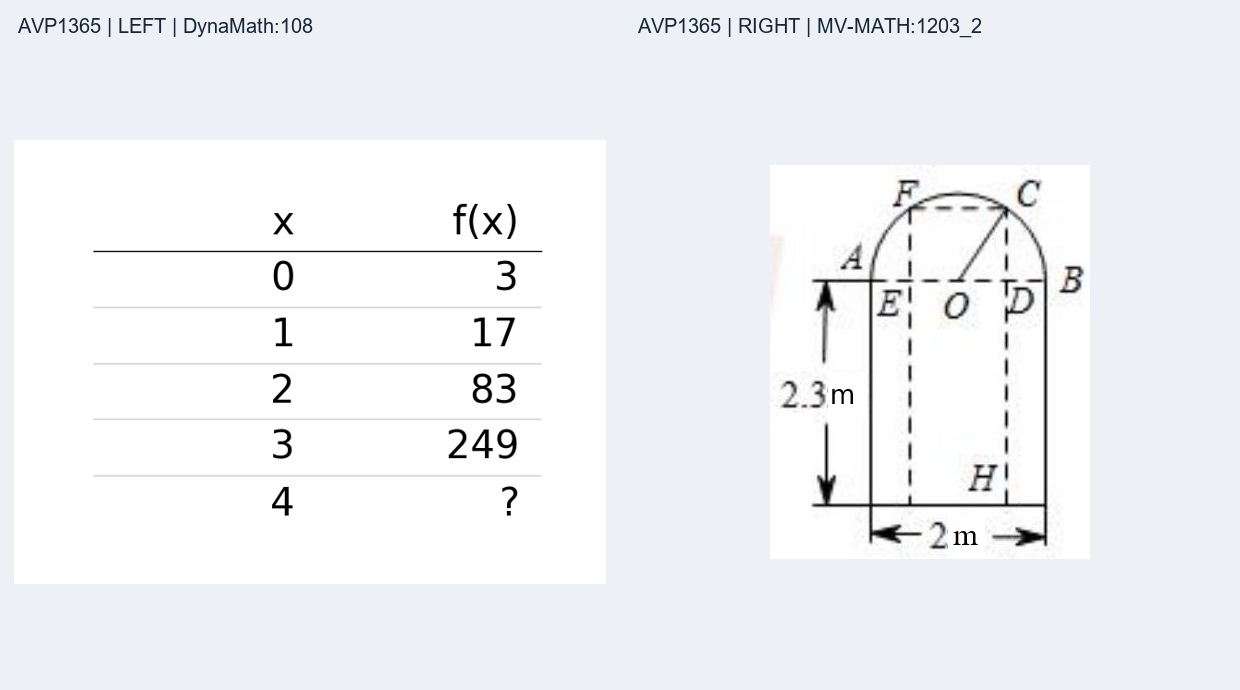 AVP1365 | LEFT | DynaMath:108
x f(x)
0 3
1 17
2 83
3 249
4 ?
AVP1365 | RIGHT | MV-MATH:1203_2
F C
A B
E O D
2.3m
H
2m